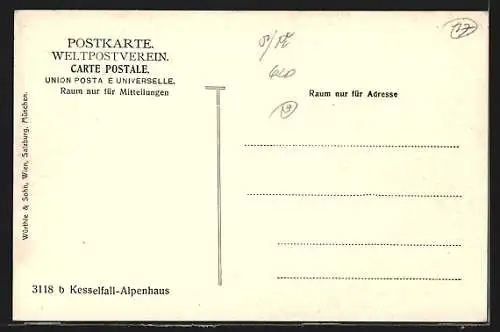 POSTKARTE.
WELTPOSTVEREIN.
CARTE POSTALE.
UNION POSTA E UNIVERSELLE.
Raum nur für Mitteilungen
Raum nur für Adresse
Würthle & Sohn, Wien, Salzburg, München.
3118 b Kesselfall-Alpenhaus